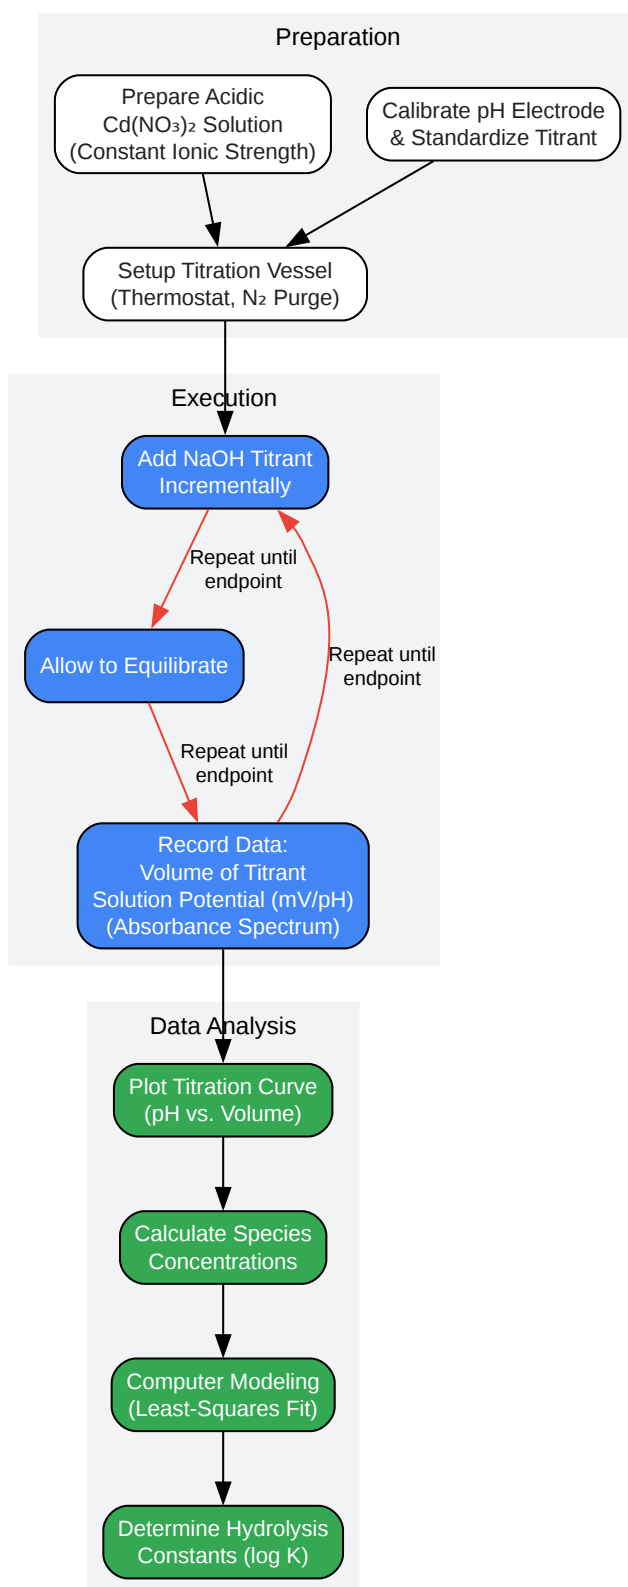 Preparation
Prepare Acidic
Cd(NO₃)₂ Solution
(Constant Ionic Strength)
Calibrate pH Electrode
& Standardize Titrant
Setup Titration Vessel
(Thermostat, N₂ Purge)
Execution
Add NaOH Titrant
Incrementally
Repeat until
endpoint
Allow to Equilibrate
Repeat until
endpoint
Repeat until
endpoint
Record Data:
Volume of Titrant
Solution Potential (mV/pH)
(Absorbance Spectrum)
Data Analysis
Plot Titration Curve
(pH vs. Volume)
Calculate Species
Concentrations
Computer Modeling
(Least-Squares Fit)
Determine Hydrolysis
Constants (log K)